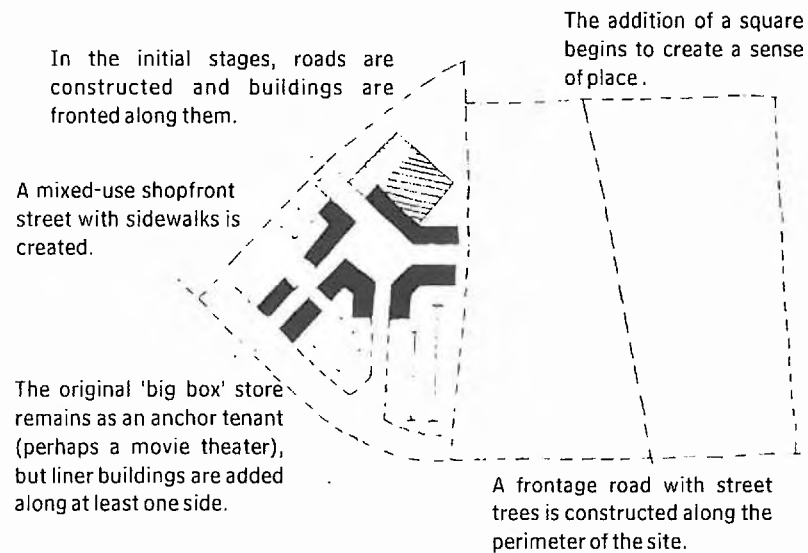 In the initial stages, roads are
constructed and buildings are
fronted along them.
The addition of a square
begins to create a sense
of place.
A mixed-use shopfront
street with sidewalks is
created.
The original 'big box' store
remains as an anchor tenant
(perhaps a movie theater),
but liner buildings are added
along at least one side.
A frontage road with street
trees is constructed along the
perimeter of the site.